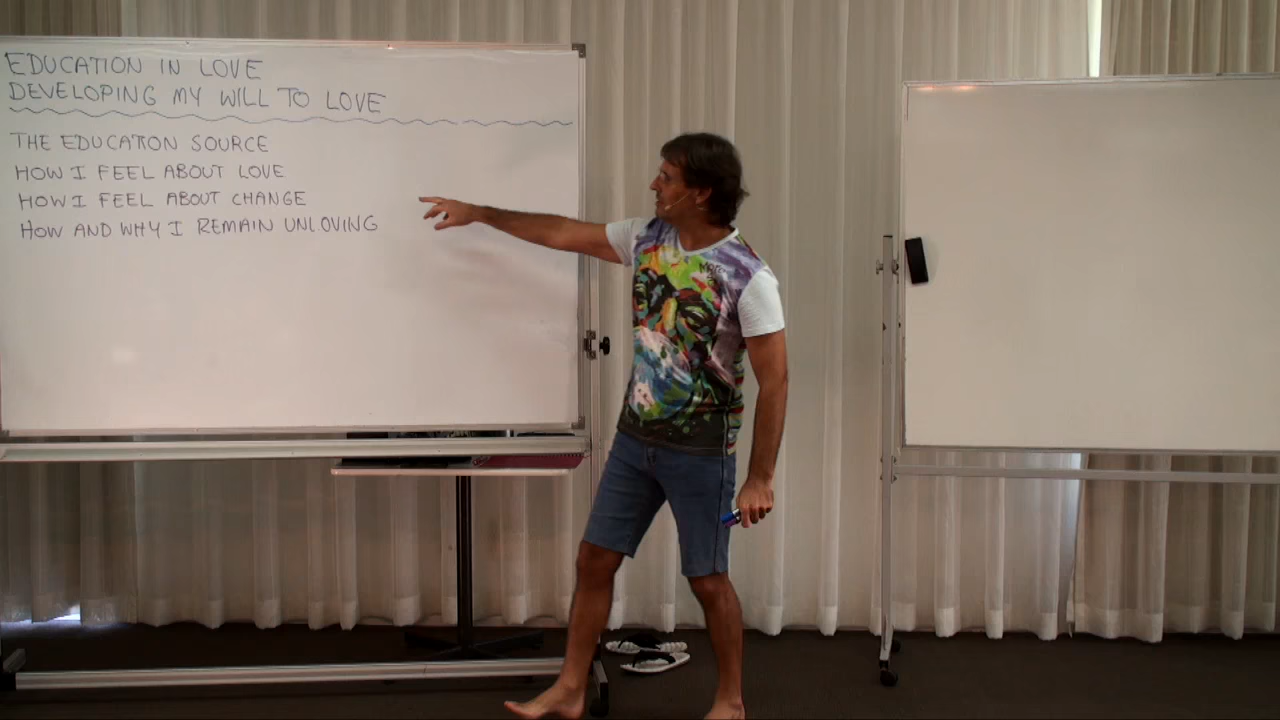 EDUCATION IN LOVE
DEVELOPING MY WILL TO LOVE
THE EDUCATION SOURCE
HOW I FEEL ABOUT LOVE
HOW I FEEL ABOUT CHANGE
HOW AND WHY I REMAIN UNLOVING